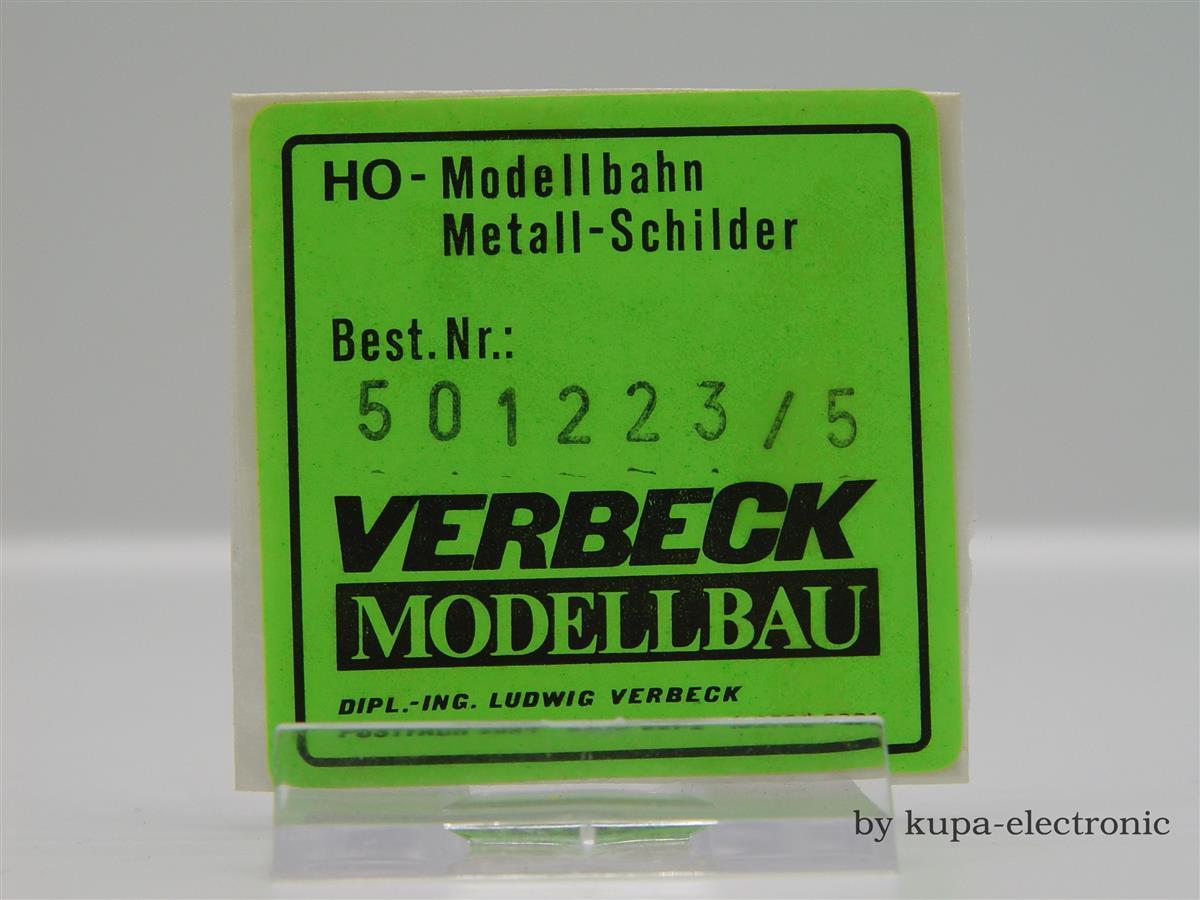 HO-Modellbahn
Metall-Schilder
Best.Nr.:
501223/5
VERBECK
MODELLBAU
DIPL.-ING. LUDWIG VERBECK
by kupa-electronic